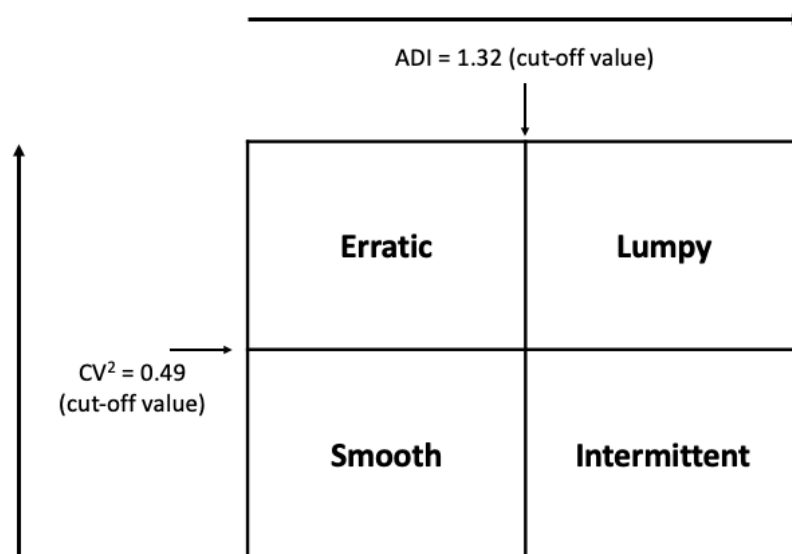 ADI = 1.32 (cut-off value)
Erratic
Lumpy
CV² = 0.49
(cut-off value)
Smooth
Intermittent